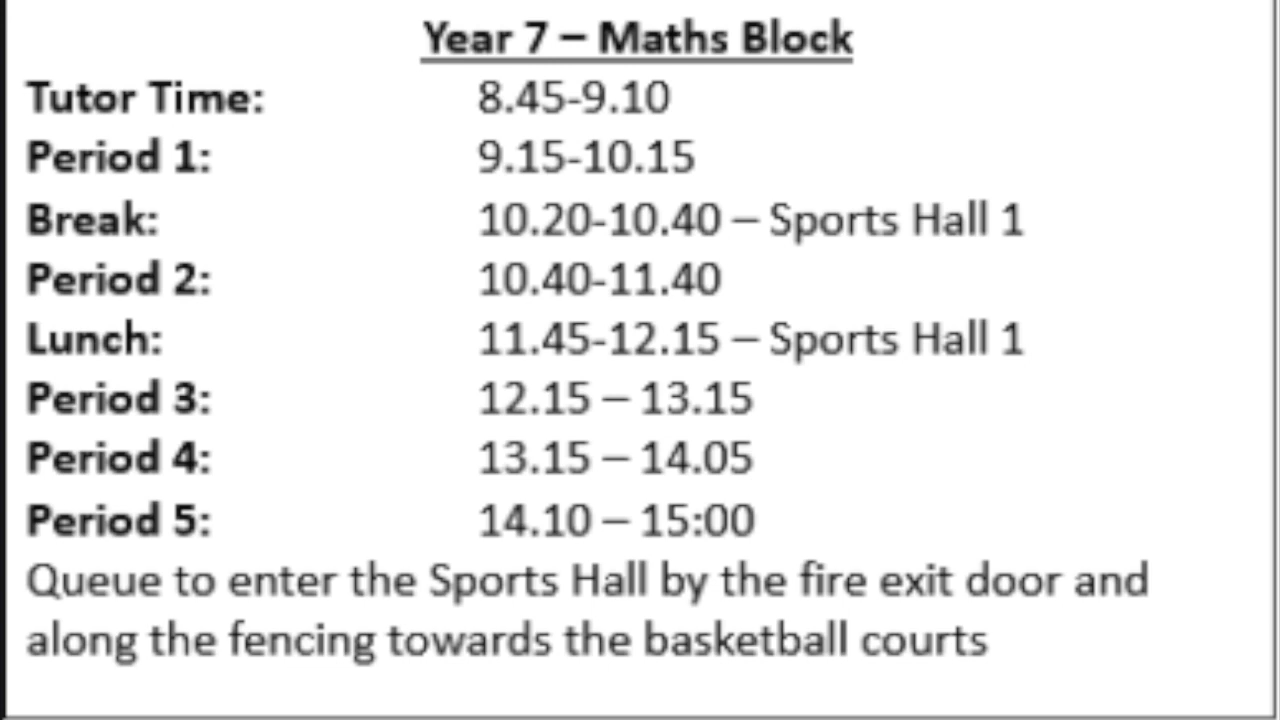 Year 7 – Maths Block
Tutor Time: 8.45-9.10
Period 1: 9.15-10.15
Break: 10.20-10.40 – Sports Hall 1
Period 2: 10.40-11.40
Lunch: 11.45-12.15 – Sports Hall 1
Period 3: 12.15 – 13.15
Period 4: 13.15 – 14.05
Period 5: 14.10 – 15:00
Queue to enter the Sports Hall by the fire exit door and
along the fencing towards the basketball courts